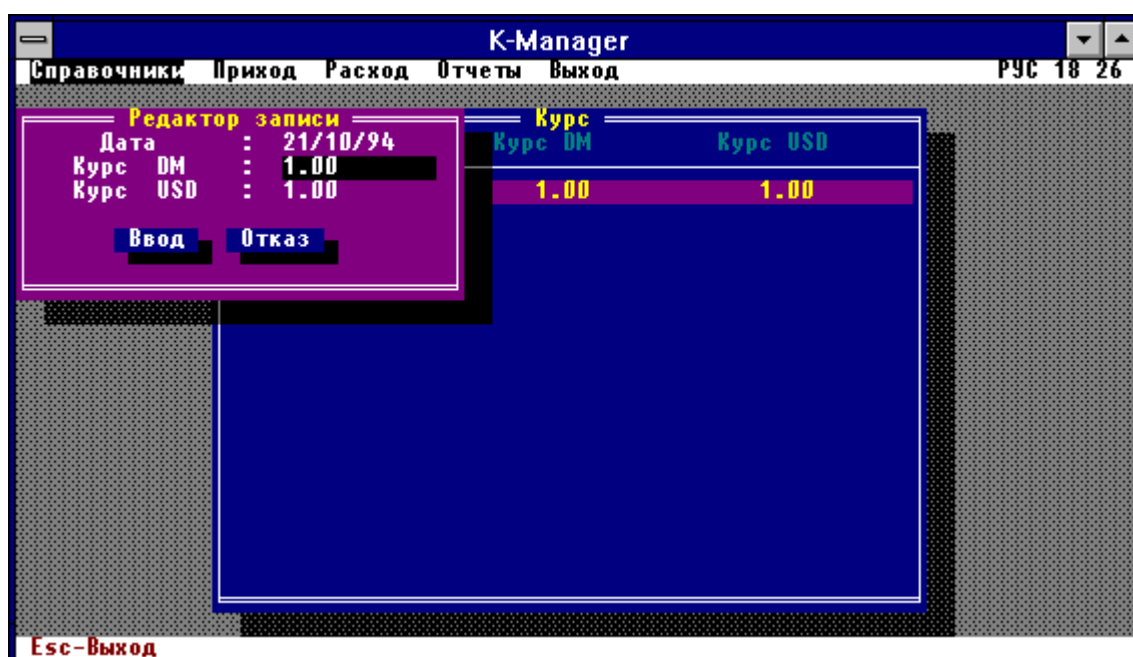 K-Manager
Справочники Приход Расход Отчеты Выход РУС 18 26
Редактор записи
Дата : 21/10/94
Курс DM : 1.00
Курс USD : 1.00
Ввод Отказ
Курс
Курс DM Курс USD
1.00 1.00
Esc-Выход